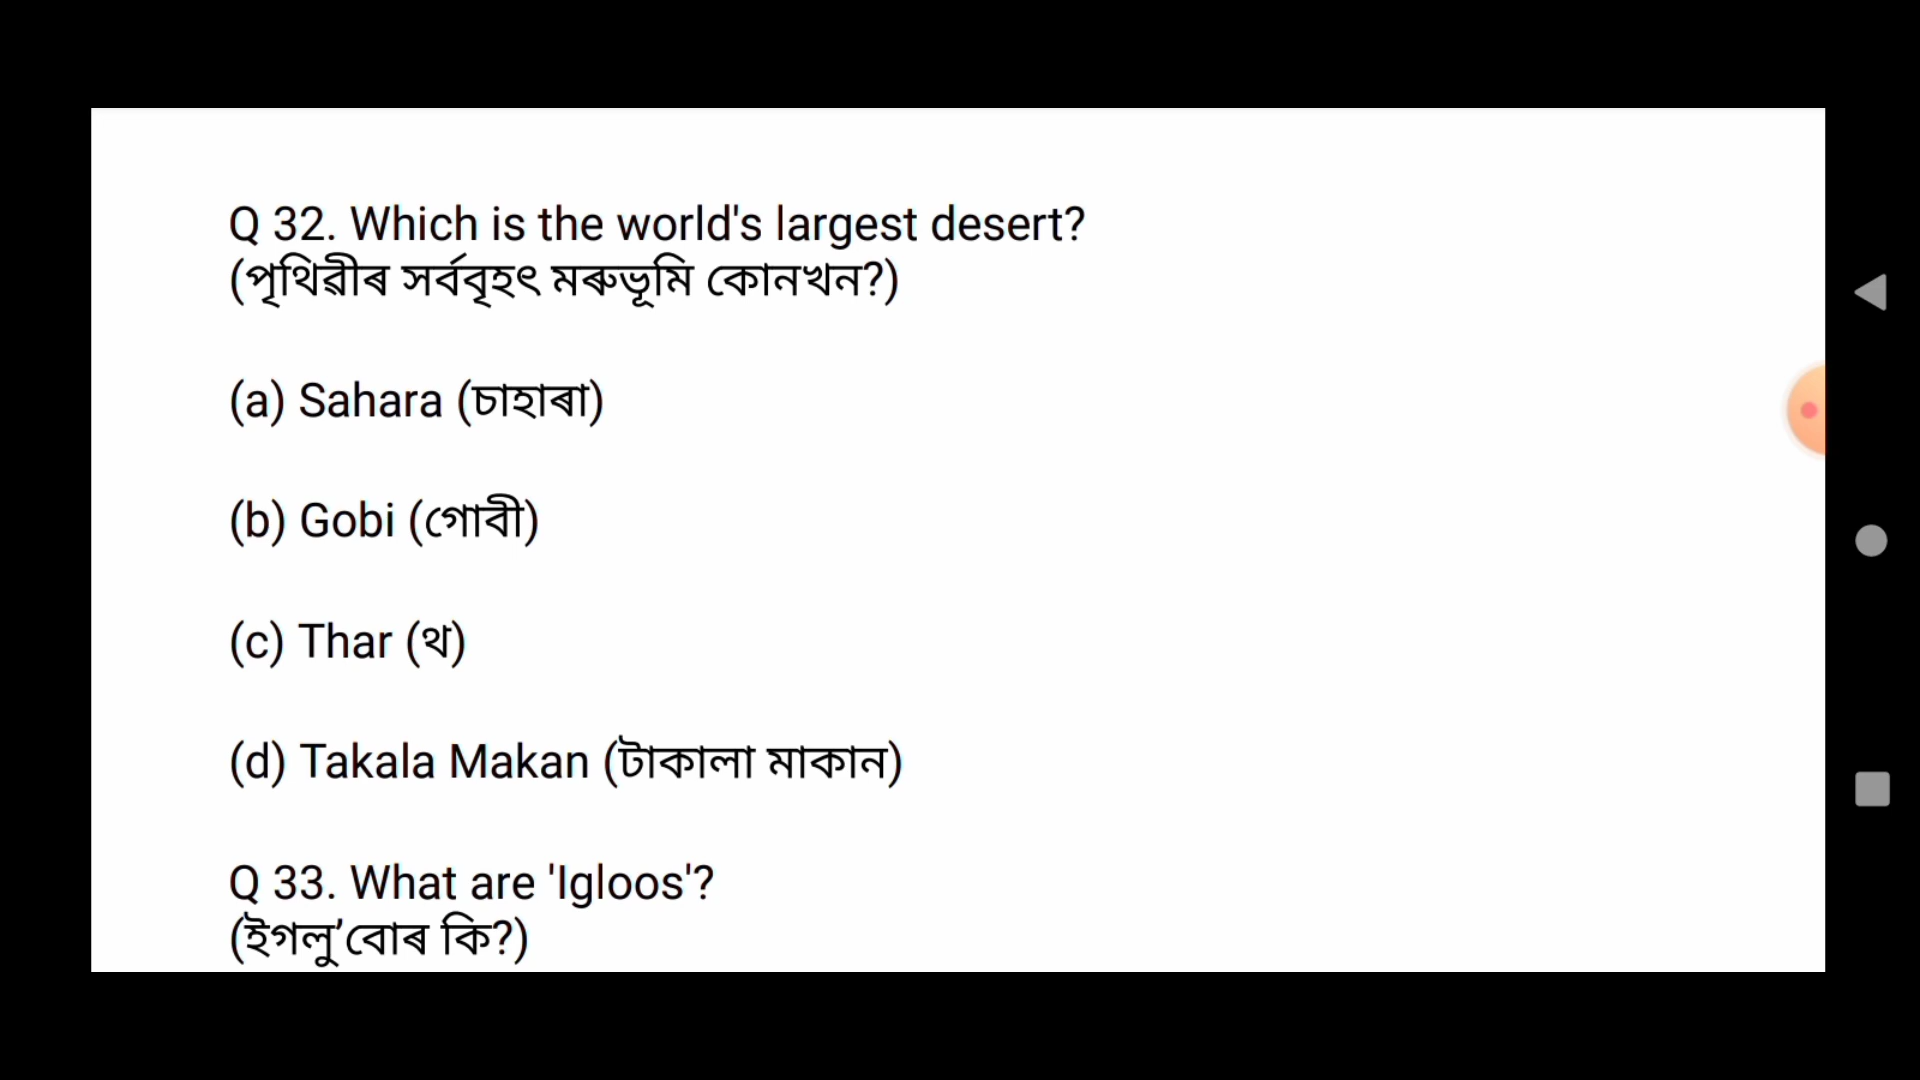 Q 32. Which is the world's largest desert?
(পৃথিৱীৰ সৰ্ববৃহৎ মৰুভূমি কোনখন?)
(a) Sahara (চাহাৰা)
(b) Gobi (গোবী)
(c) Thar (থ)
(d) Takala Makan (টাকালা মাকান)
Q 33. What are 'Igloos'?
(ইগলু’বোৰ কি?)